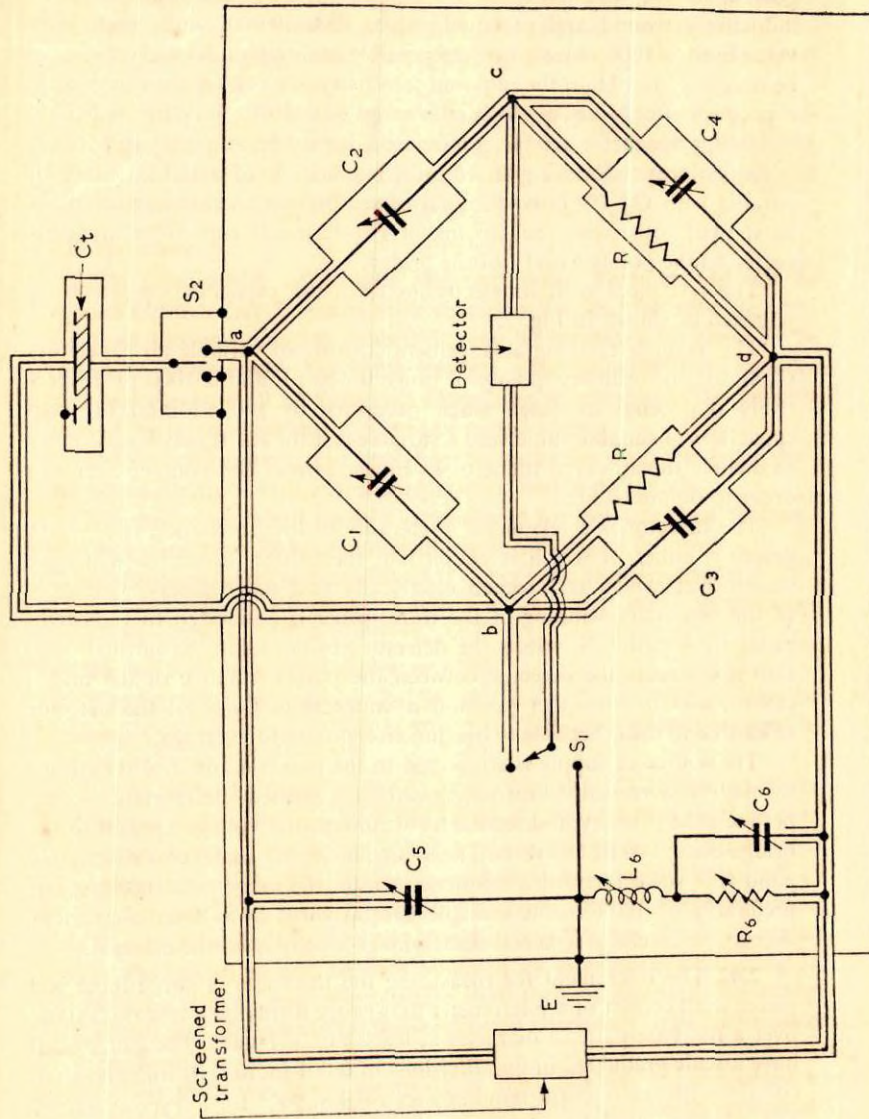 Ct
S2
a
C2
c
C1
Detector
R
C4
R
d
b
C3
S1
C5
L6
C6
R6
E
Screened
transformer